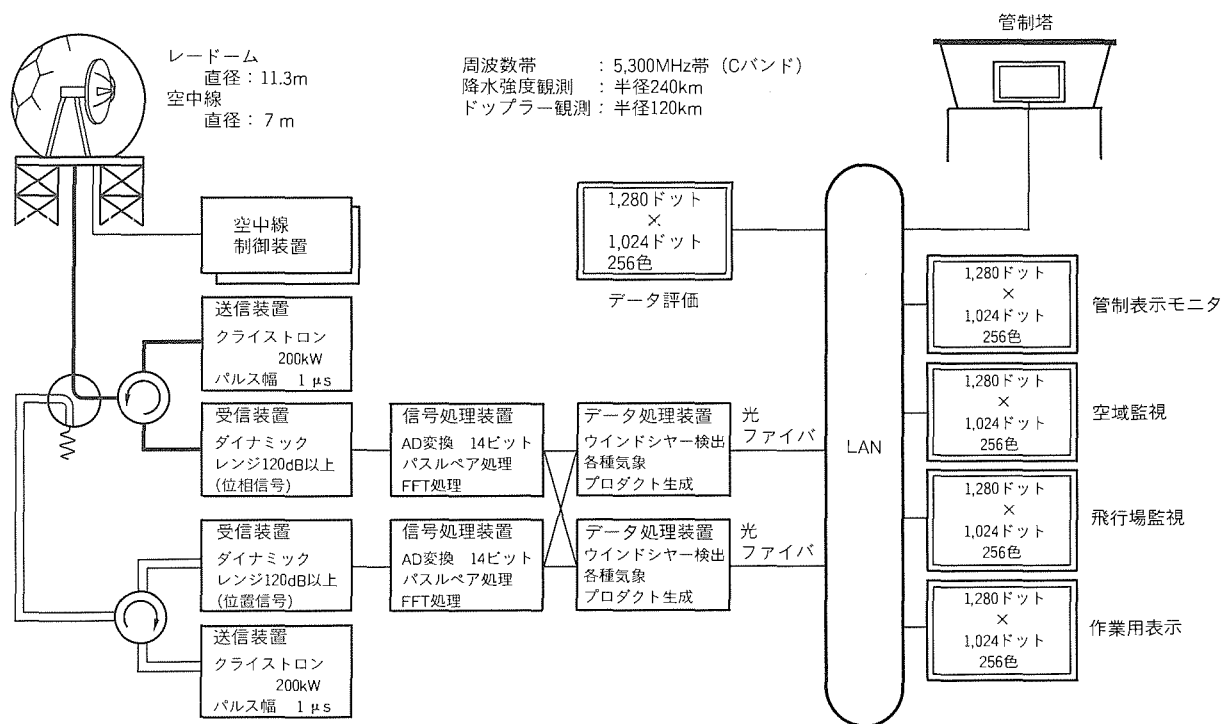 レードーム
直径：11.3m
空中線
直径：7 m
周波数帯　　　：5,300MHz帯（Cバンド）
降水強度観測　：半径240km
ドップラー観測：半径120km
管制塔
空中線
制御装置
送信装置
クライストロン
200kW
パルス幅　1 μs
受信装置
ダイナミック
レンジ120dB以上
(位相信号)
信号処理装置
AD変換　14ビット
パスルペア処理
FFT処理
データ処理装置
ウインドシヤー検出
各種気象
プロダクト生成
光
ファイバ
受信装置
ダイナミック
レンジ120dB以上
(位置信号)
信号処理装置
AD変換　14ビット
パスルペア処理
FFT処理
データ処理装置
ウインドシヤー検出
各種気象
プロダクト生成
光
ファイバ
送信装置
クライストロン
200kW
パルス幅　1 μs
1,280ドット
×
1,024ドット
256色
データ評価
LAN
1,280ドット
×
1,024ドット
256色
管制表示モニタ
1,280ドット
×
1,024ドット
256色
空域監視
1,280ドット
×
1,024ドット
256色
飛行場監視
1,280ドット
×
1,024ドット
256色
作業用表示